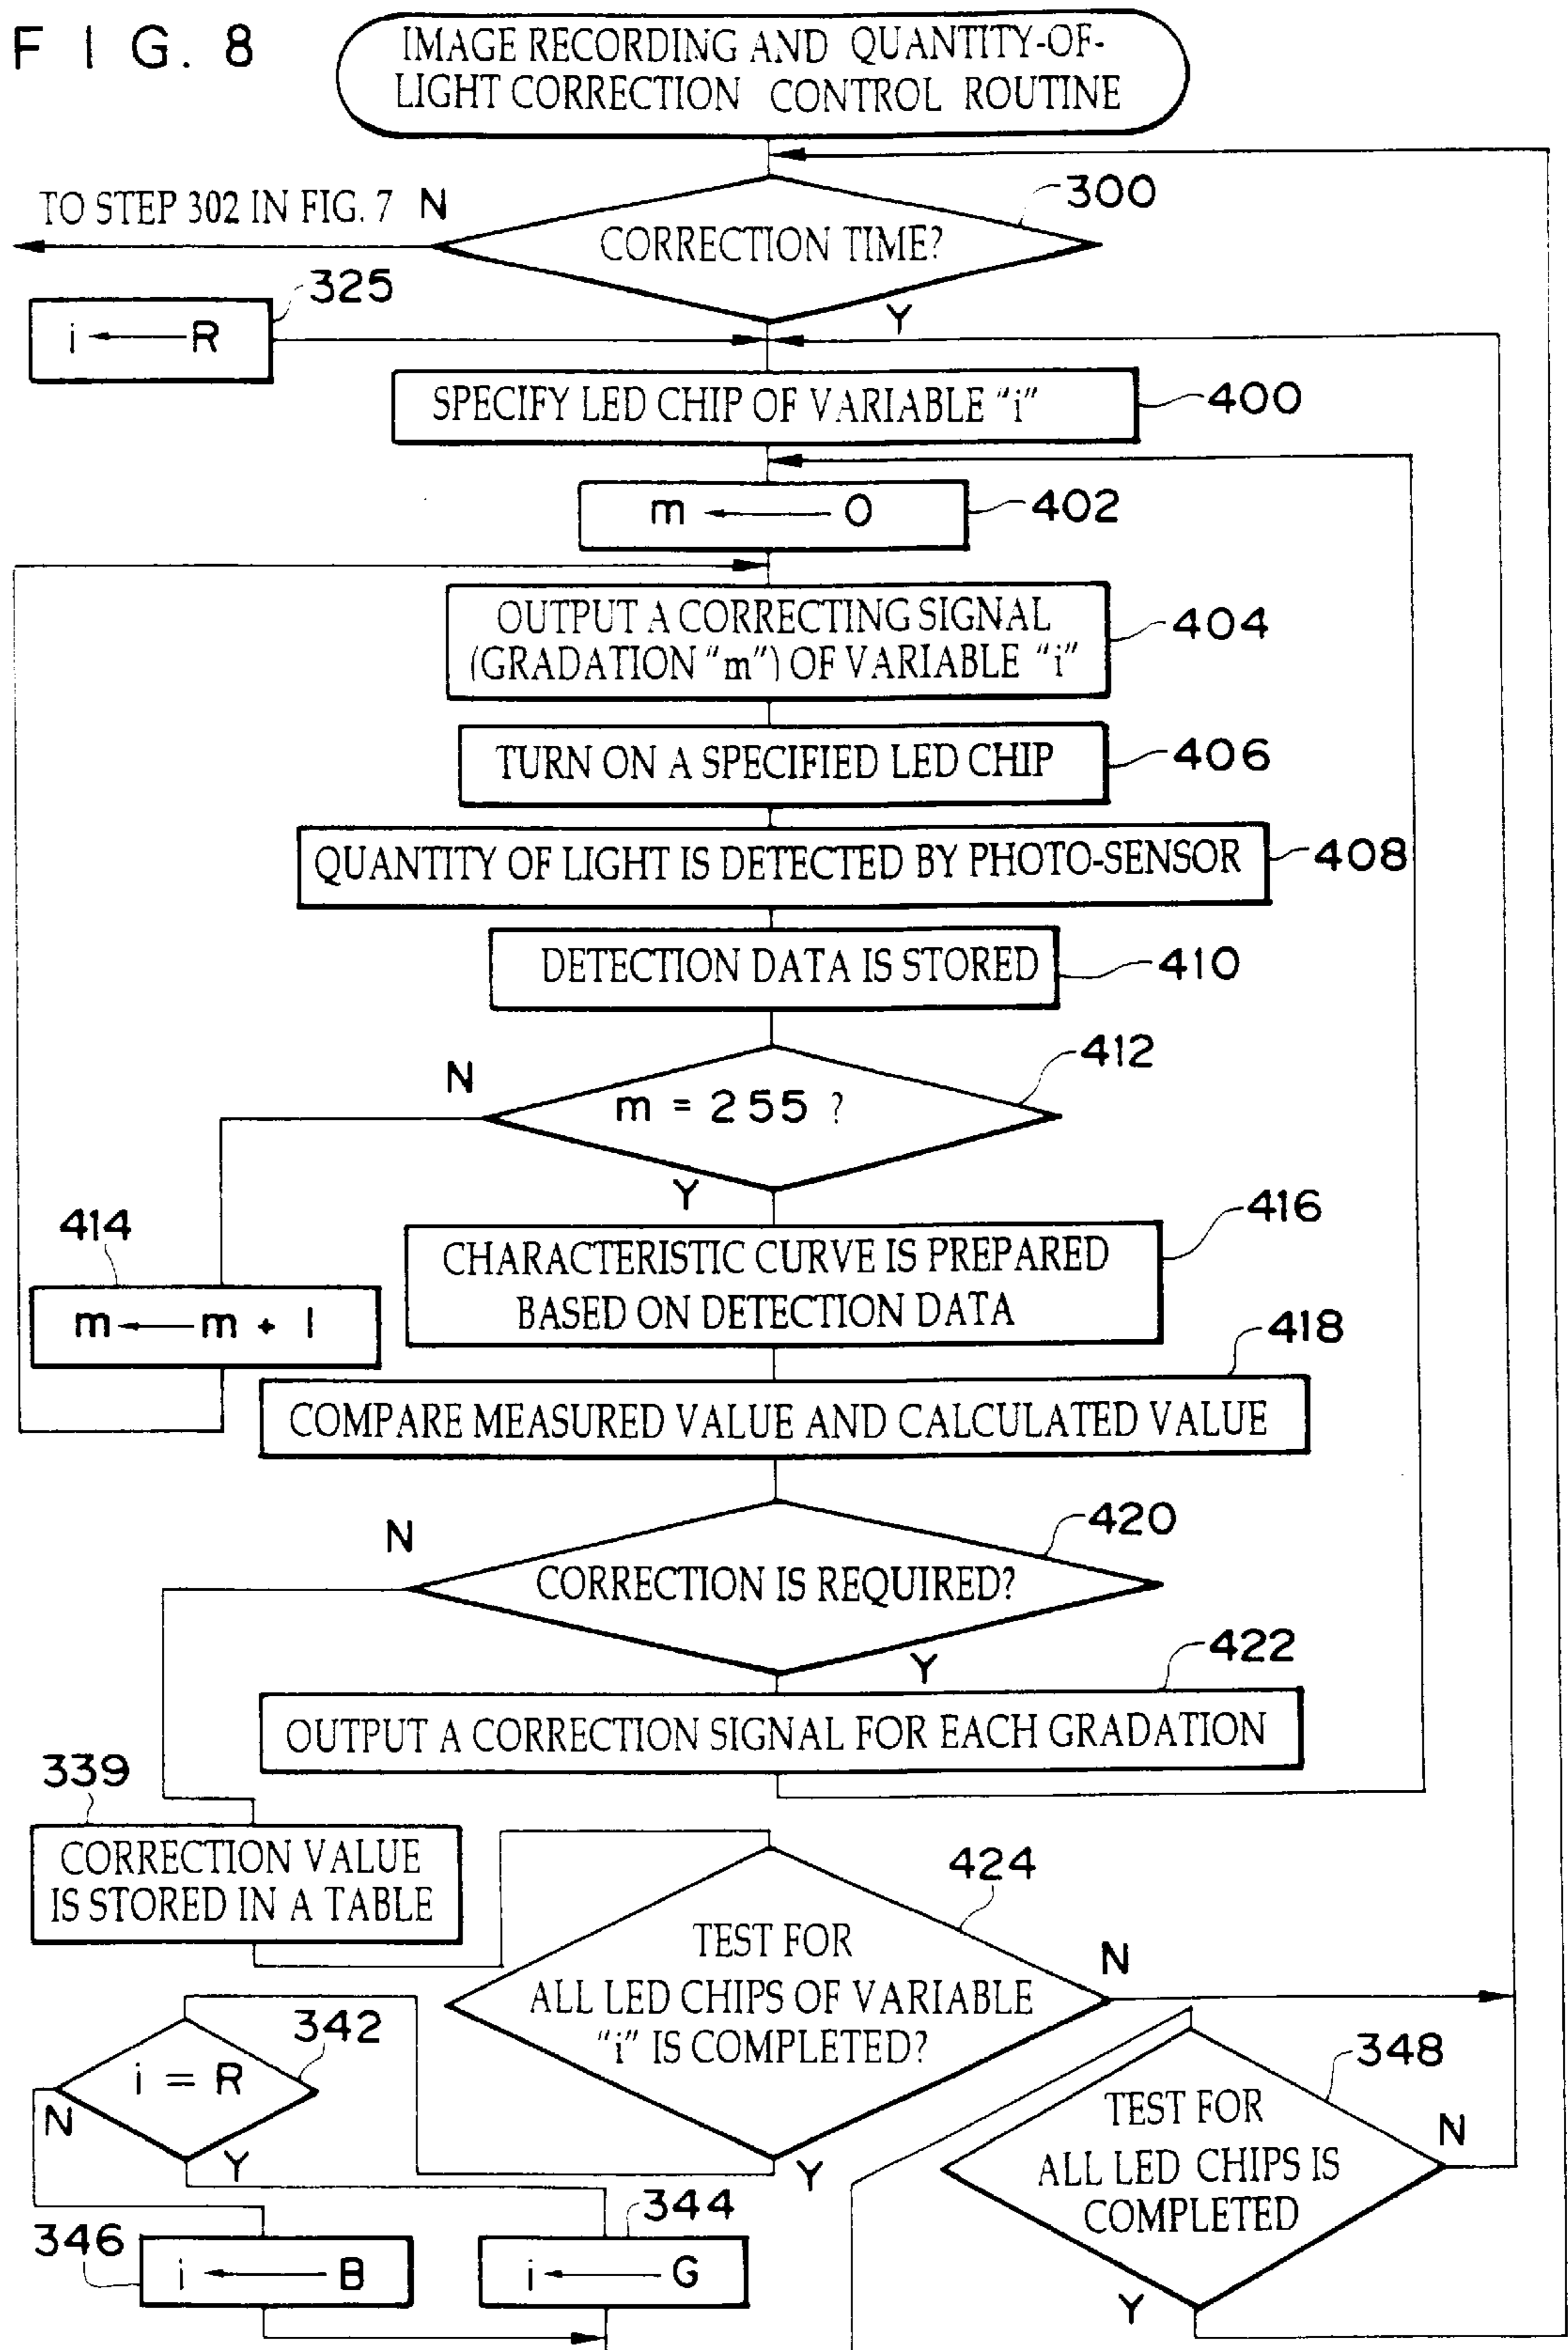 FIG. 8
IMAGE RECORDING AND QUANTITY-OF-
LIGHT CORRECTION CONTROL ROUTINE
TO STEP 302 IN FIG. 7
N
300
CORRECTION TIME?
Y
325
i ← R
SPECIFY LED CHIP OF VARIABLE "i"
400
m ← O
402
OUTPUT A CORRECTING SIGNAL
(GRADATION "m") OF VARIABLE "i"
404
TURN ON A SPECIFIED LED CHIP
406
QUANTITY OF LIGHT IS DETECTED BY PHOTO-SENSOR
408
DETECTION DATA IS STORED
410
412
N
m = 255 ?
Y
414
m ← m + 1
416
CHARACTERISTIC CURVE IS PREPARED
BASED ON DETECTION DATA
418
COMPARE MEASURED VALUE AND CALCULATED VALUE
420
N
CORRECTION IS REQUIRED?
Y
422
OUTPUT A CORRECTION SIGNAL FOR EACH GRADATION
339
CORRECTION VALUE
IS STORED IN A TABLE
424
TEST FOR
ALL LED CHIPS OF VARIABLE
"i" IS COMPLETED?
N
Y
342
i = R
N
Y
348
TEST FOR
ALL LED CHIPS IS
COMPLETED
N
Y
346
i ← B
344
i ← G